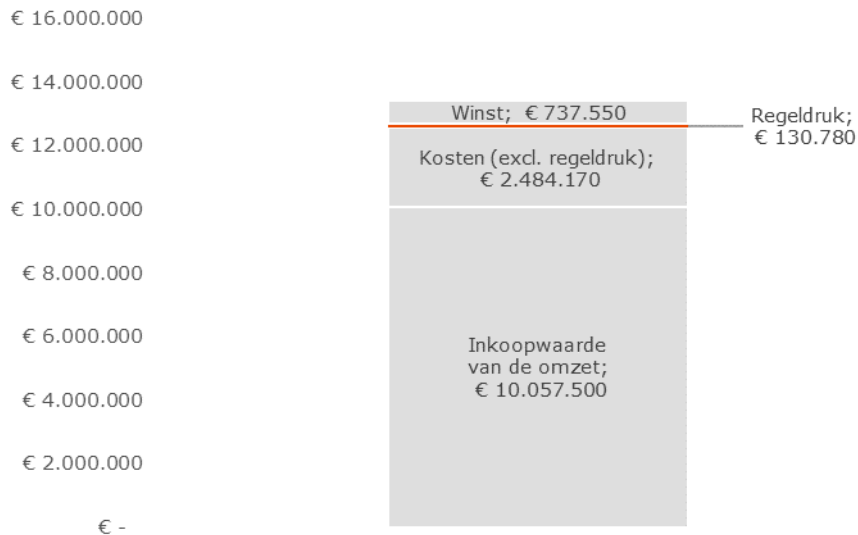 € 16.000.000
€ 14.000.000
€ 12.000.000
€ 10.000.000
€ 8.000.000
€ 6.000.000
€ 4.000.000
€ 2.000.000
€ -
Winst; € 737.550
Regeldruk;
€ 130.780
Kosten (excl. regeldruk);
€ 2.484.170
Inkoopwaarde
van de omzet;
€ 10.057.500